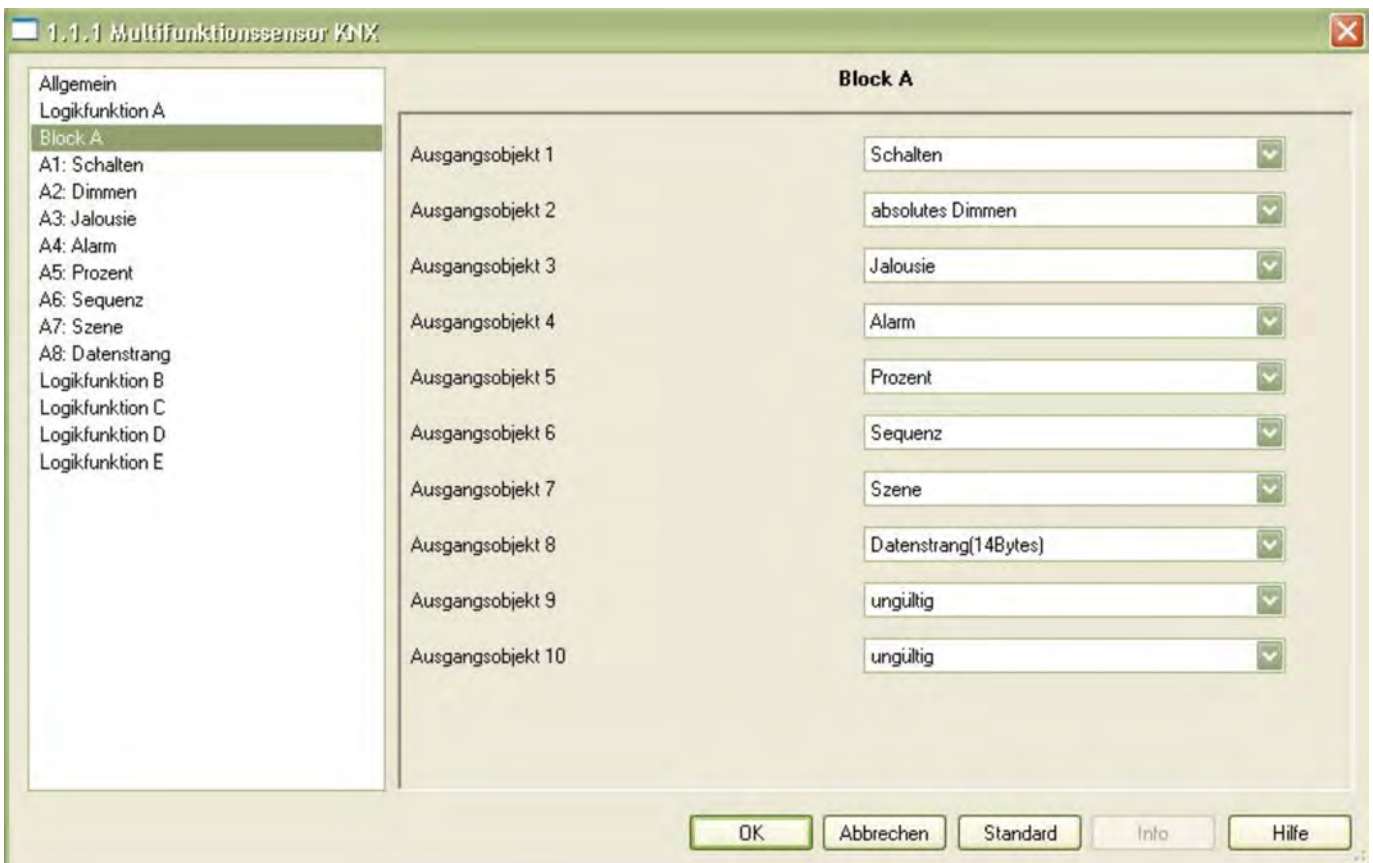 1.1.1 Multifunktionssensor KNX
Allgemein
Logikfunktion A
Block A
A1: Schalten
A2: Dimmen
A3: Jalousie
A4: Alarm
A5: Prozent
A6: Sequenz
A7: Szene
A8: Datenstrang
Logikfunktion B
Logikfunktion C
Logikfunktion D
Logikfunktion E
Block A
Ausgangsobjekt 1 Schalten
Ausgangsobjekt 2 absolutes Dimmen
Ausgangsobjekt 3 Jalousie
Ausgangsobjekt 4 Alarm
Ausgangsobjekt 5 Prozent
Ausgangsobjekt 6 Sequenz
Ausgangsobjekt 7 Szene
Ausgangsobjekt 8 Datenstrang(14Bytes)
Ausgangsobjekt 9 ungültig
Ausgangsobjekt 10 ungültig
OK Abbrechen Standard Info Hilfe